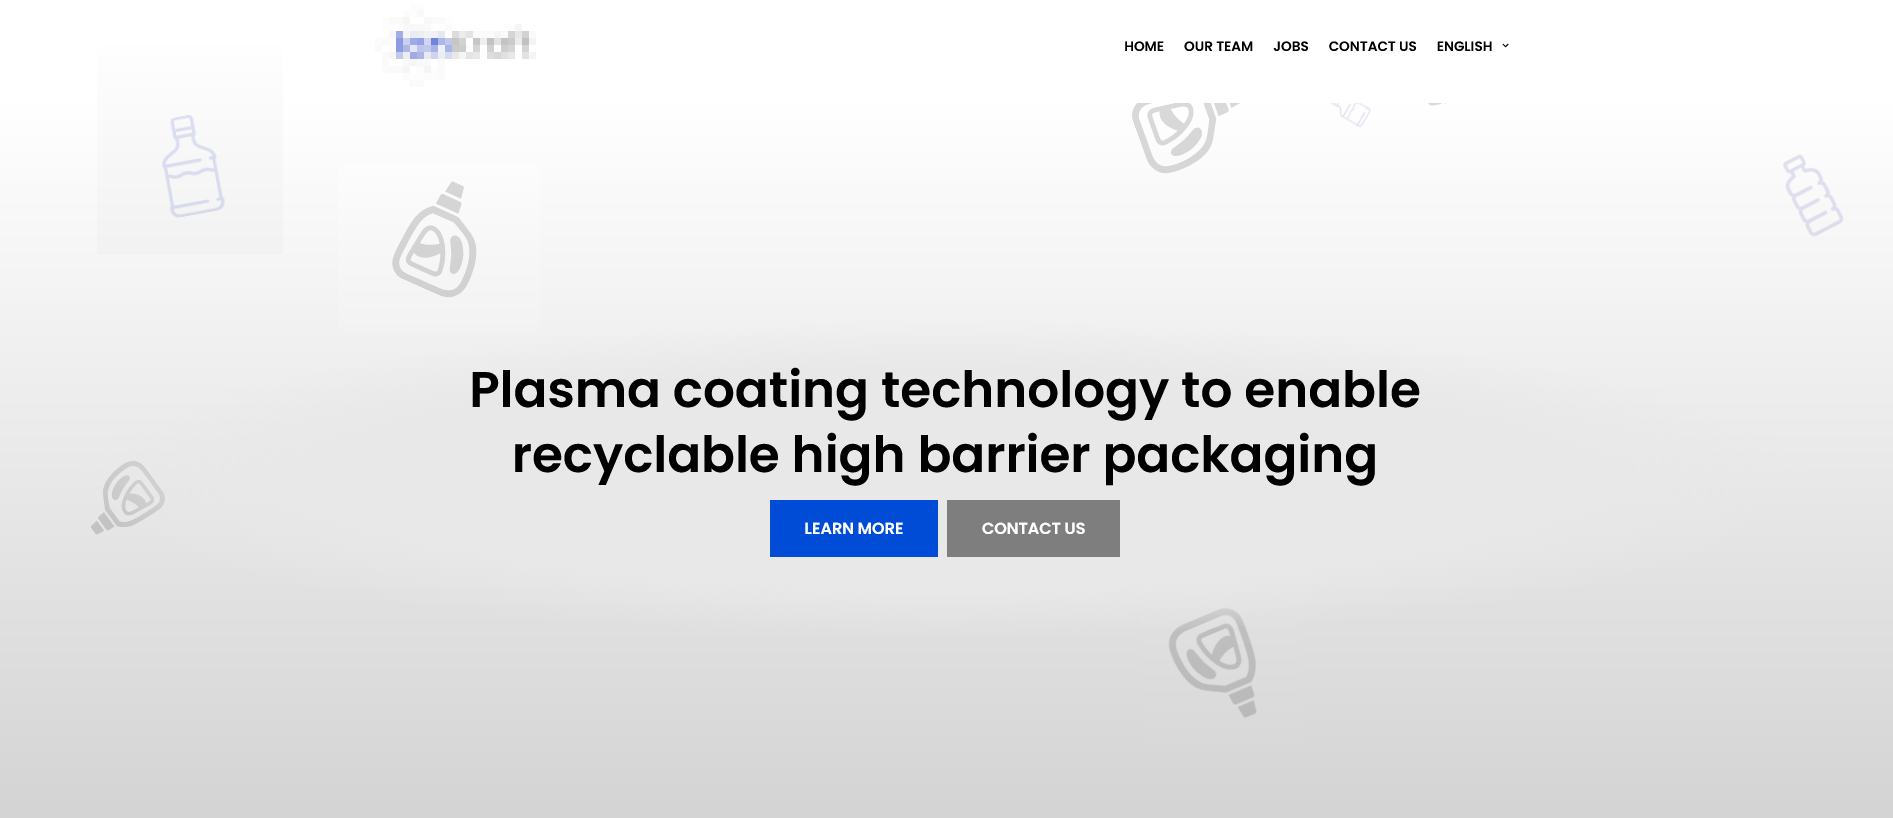 HOME OUR TEAM JOBS CONTACT US ENGLISH
Plasma coating technology to enable
recyclable high barrier packaging
LEARN MORE CONTACT US